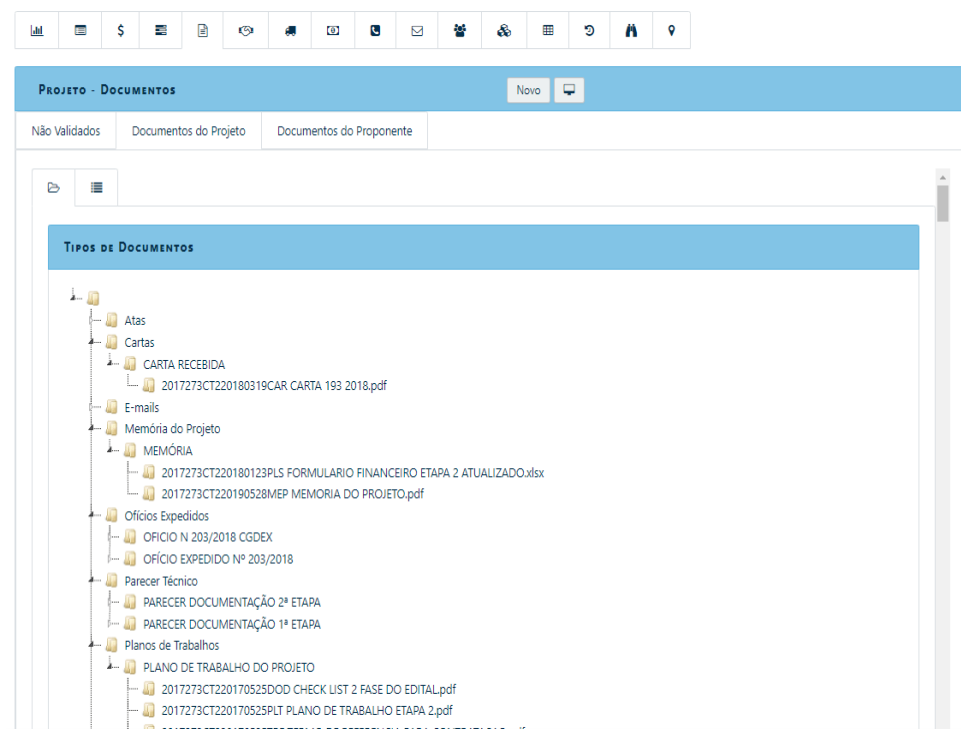 Projeto - Documentos
Novo
Não Validados
Documentos do Projeto
Documentos do Proponente
Tipos de Documentos
Atas
Cartas
CARTA RECEBIDA
2017273CT220180319CAR CARTA 193 2018.pdf
E-mails
Memória do Projeto
MEMÓRIA
2017273CT220180123PLS FORMULARIO FINANCEIRO ETAPA 2 ATUALIZADO.xlsx
2017273CT220190528MEP MEMORIA DO PROJETO.pdf
Ofícios Expedidos
OFICIO N 203/2018 CGDEX
OFÍCIO EXPEDIDO Nº 203/2018
Parecer Técnico
PARECER DOCUMENTAÇÃO 2ª ETAPA
PARECER DOCUMENTAÇÃO 1ª ETAPA
Planos de Trabalhos
PLANO DE TRABALHO DO PROJETO
2017273CT220170525DOD CHECK LIST 2 FASE DO EDITAL.pdf
2017273CT220170525PLT PLANO DE TRABALHO ETAPA 2.pdf